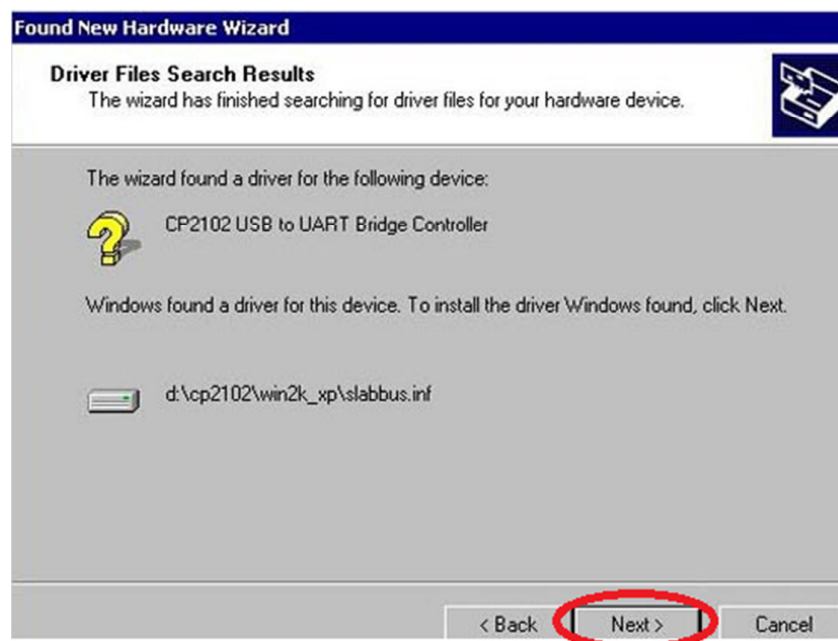 Found New Hardware Wizard
Driver Files Search Results
The wizard has finished searching for driver files for your hardware device.
The wizard found a driver for the following device:
CP2102 USB to UART Bridge Controller
Windows found a driver for this device. To install the driver Windows found, click Next.
d:\cp2102\win2k_xp\slabbus.inf
< Back Next > Cancel